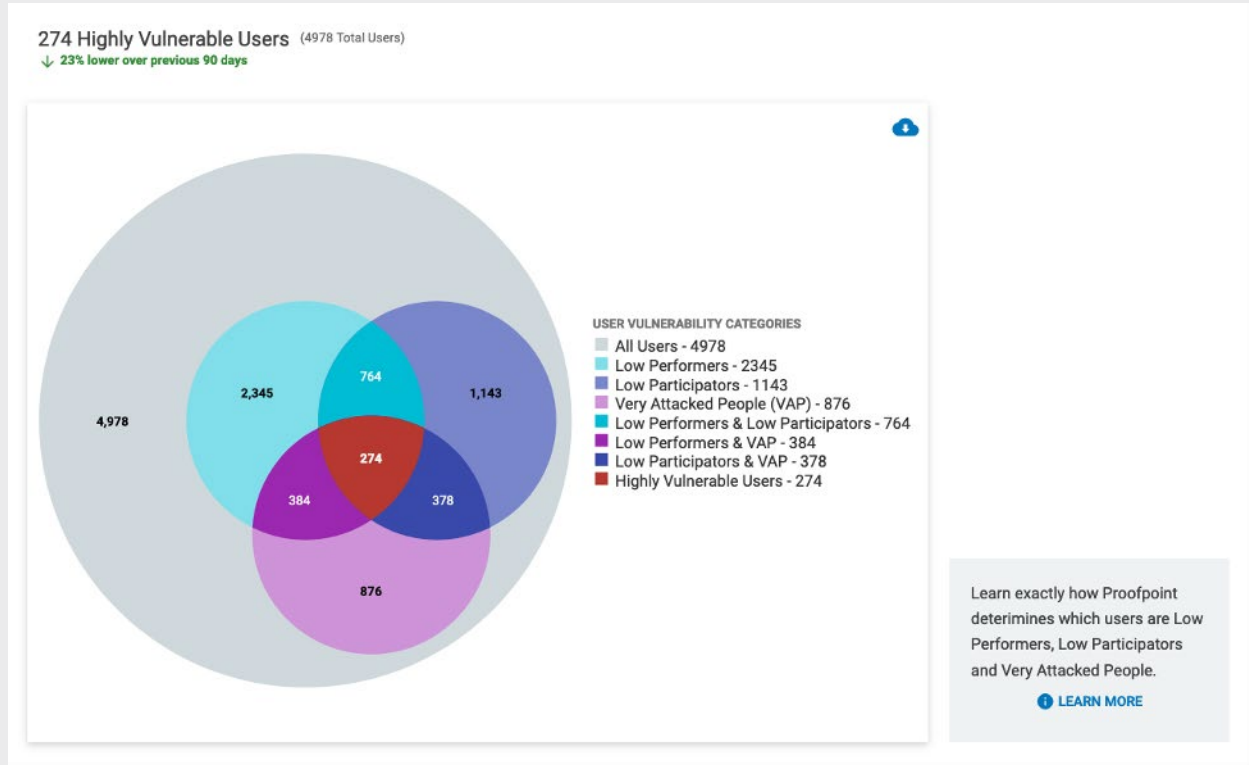 274 Highly Vulnerable Users (4978 Total Users)
↓ 23% lower over previous 90 days
2,345
764
1,143
4,978
274
384
378
876
USER VULNERABILITY CATEGORIES
All Users - 4978
Low Performers - 2345
Low Participators - 1143
Very Attacked People (VAP) - 876
Low Performers & Low Participators - 764
Low Performers & VAP - 384
Low Participators & VAP - 378
Highly Vulnerable Users - 274
Learn exactly how Proofpoint
deterimines which users are Low
Performers, Low Participators
and Very Attacked People.
LEARN MORE